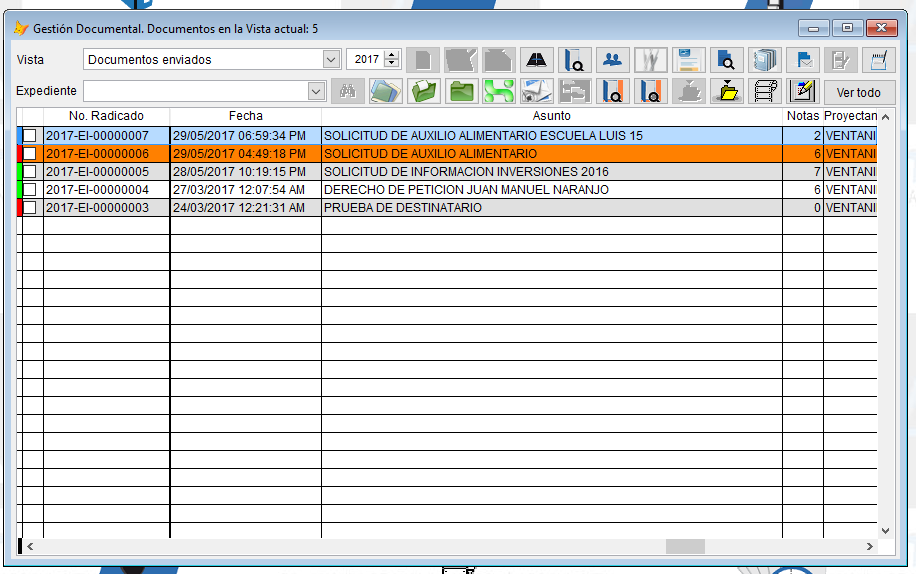 Gestión Documental. Documentos en la Vista actual: 5
Vista Documentos enviados 2017
Expediente Ver todo
No. Radicado Fecha Asunto Notas Proyectan
2017-EI-00000007 29/05/2017 06:59:34 PM SOLICITUD DE AUXILIO ALIMENTARIO ESCUELA LUIS 15 2 VENTANI
2017-EI-00000006 29/05/2017 04:49:18 PM SOLICITUD DE AUXILIO ALIMENTARIO 6 VENTANI
2017-EI-00000005 28/05/2017 10:19:15 PM SOLICITUD DE INFORMACION INVERSIONES 2016 7 VENTANI
2017-EI-00000004 27/03/2017 12:07:54 AM DERECHO DE PETICION JUAN MANUEL NARANJO 6 VENTANI
2017-EI-00000003 24/03/2017 12:21:31 AM PRUEBA DE DESTINATARIO 0 VENTANI